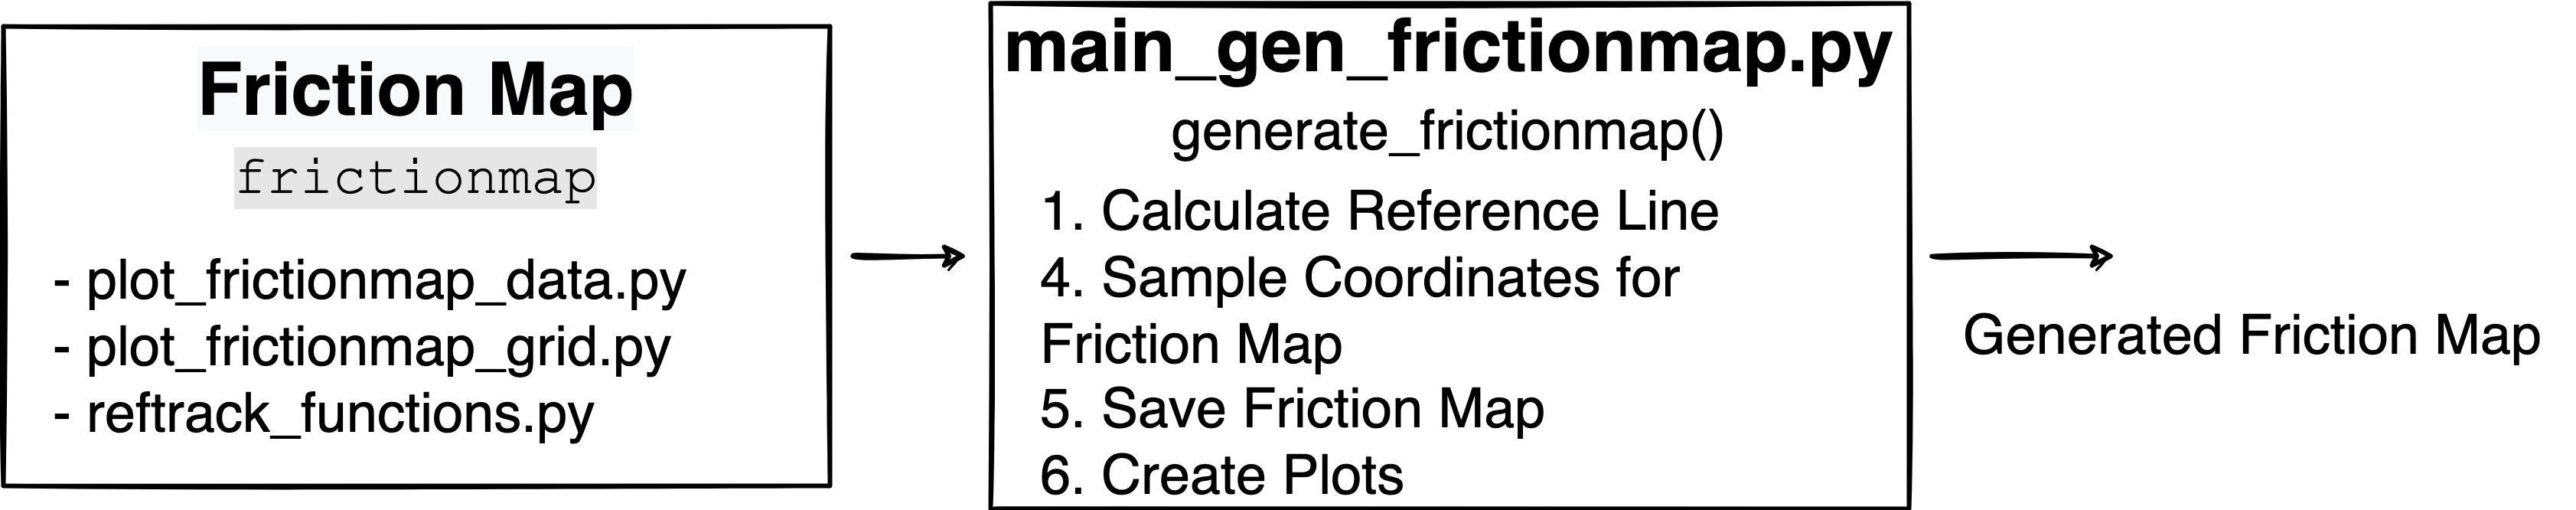 Friction Map
frictionmap
- plot_frictionmap_data.py
- plot_frictionmap_grid.py
- reftrack_functions.py
main_gen_frictionmap.py
generate_frictionmap()
1. Calculate Reference Line
4. Sample Coordinates for
Friction Map
5. Save Friction Map
6. Create Plots
Generated Friction Map